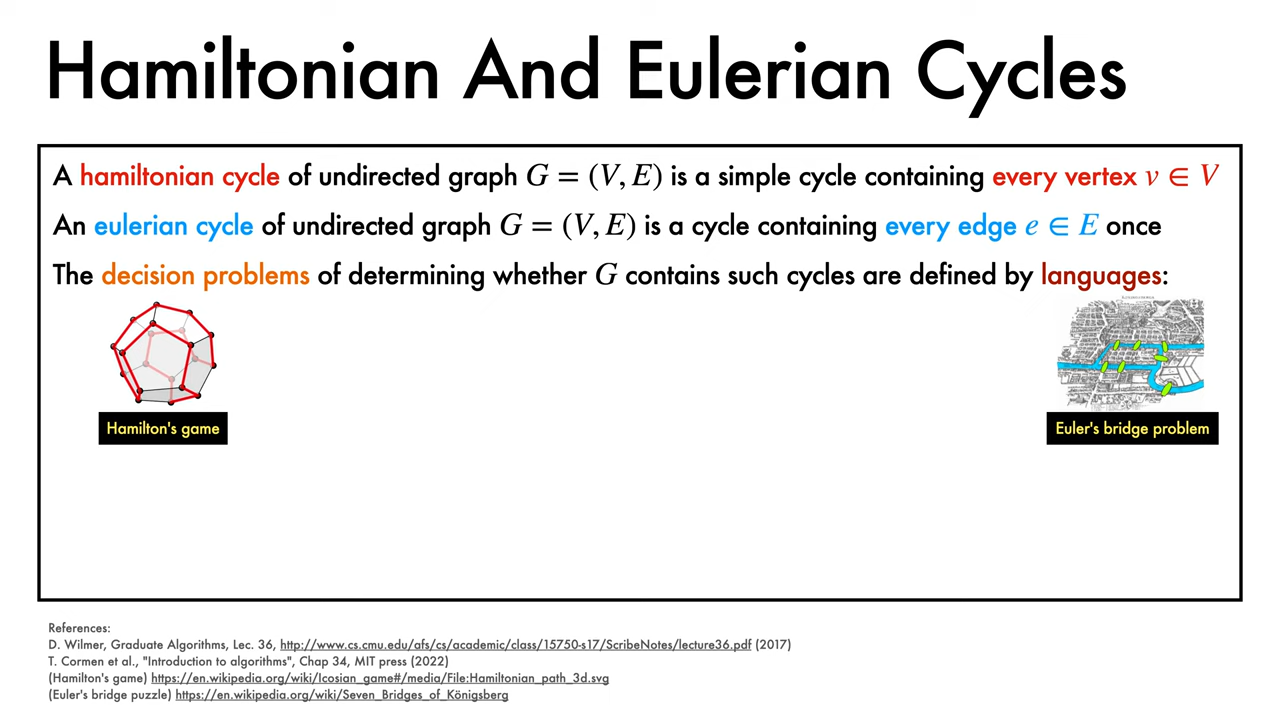 Hamiltonian And Eulerian Cycles
A hamiltonian cycle of undirected graph G = (V, E) is a simple cycle containing every vertex v ∈ V
An eulerian cycle of undirected graph G = (V, E) is a cycle containing every edge e ∈ E once
The decision problems of determining whether G contains such cycles are defined by languages:
Hamilton's game
Euler's bridge problem
References:
D. Wilmer, Graduate Algorithms, Lec. 36, http://www.cs.cmu.edu/afs/cs/academic/class/15750-s17/ScribeNotes/lecture36.pdf (2017)
T. Cormen et al., "Introduction to algorithms", Chap 34, MIT press (2022)
(Hamilton's game) https://en.wikipedia.org/wiki/Icosian_game#/media/File:Hamiltonian_path_3d.svg
(Euler's bridge puzzle) https://en.wikipedia.org/wiki/Seven_Bridges_of_Königsberg